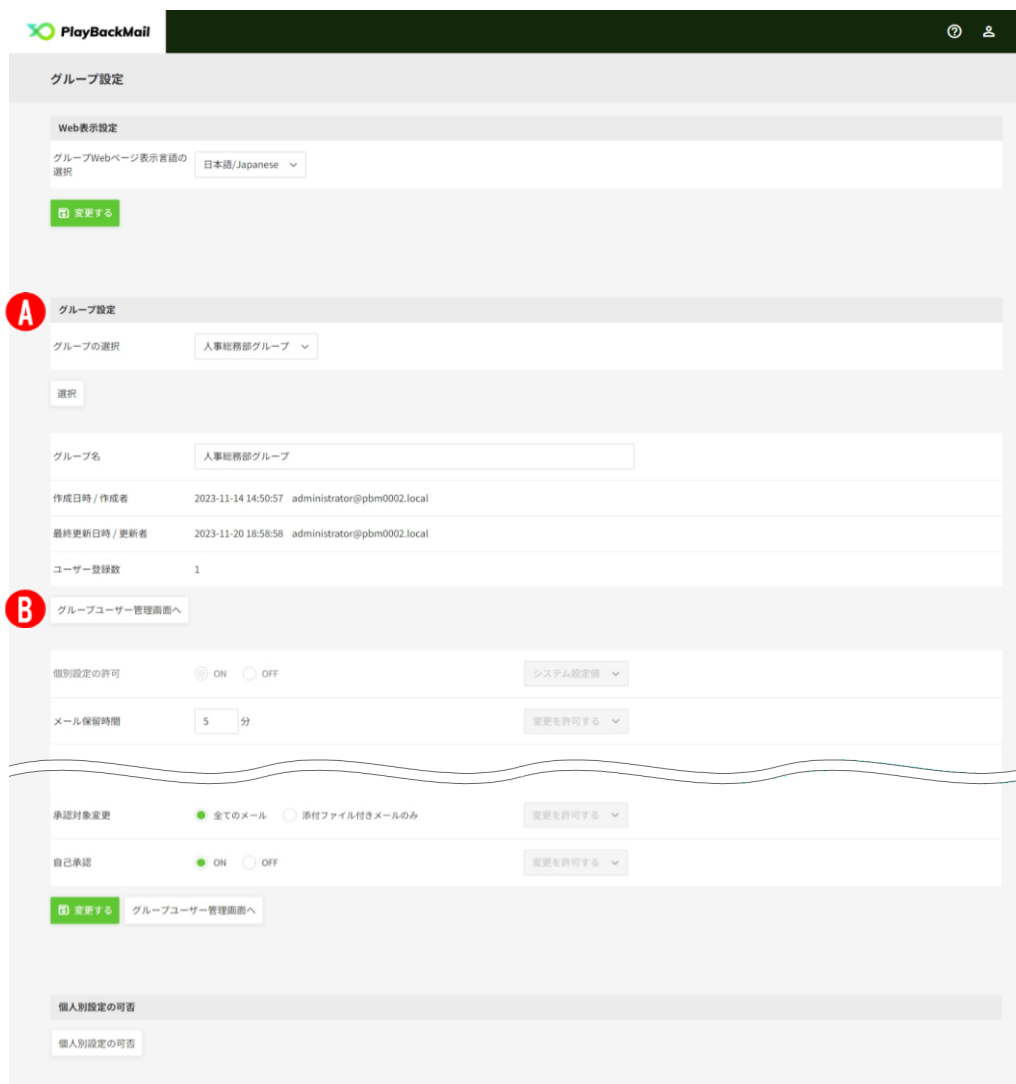 PlayBackMail
グループ設定
Web表示設定
グループWebページ表示言語の
選択
日本語/Japanese
変更する
A
グループ設定
グループの選択
人事総務部グループ
選択
グループ名
人事総務部グループ
作成日時 / 作成者
2023-11-14 14:50:57 administrator@pbm0002.local
最終更新日時 / 更新者
2023-11-20 18:58:58 administrator@pbm0002.local
ユーザー登録数
1
B
グループユーザー管理画面へ
個別設定の許可
ON OFF
システム設定値
メール保留時間
5 分
変更を許可する
承認対象変更
全てのメール 添付ファイル付きメールのみ
変更を許可する
自己承認
ON OFF
変更を許可する
変更する
グループユーザー管理画面へ
個人別設定の可否
個人別設定の可否